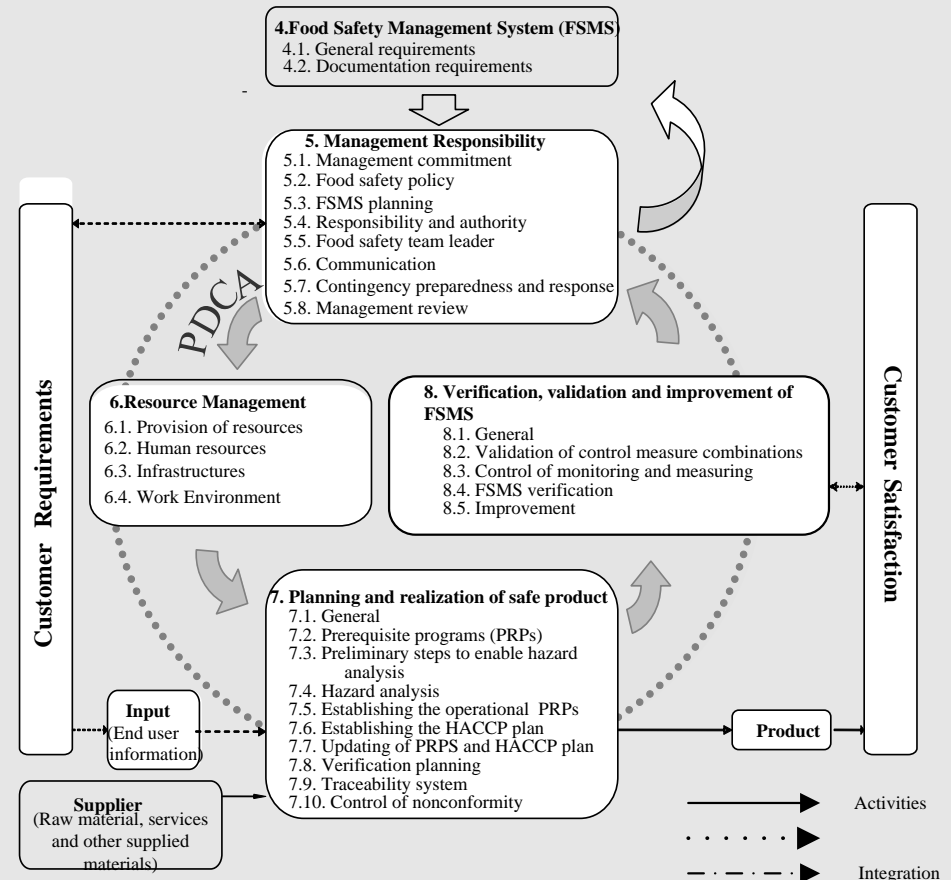 4.Food Safety Management System (FSMS)
4.1. General requirements
4.2. Documentation requirements
-
5. Management Responsibility
5.1. Management commitment
5.2. Food safety policy
5.3. FSMS planning
5.4. Responsibility and authority
5.5. Food safety team leader
5.6. Communication
5.7. Contingency preparedness and response
5.8. Management review
PDCA
Customer Requirements
6.Resource Management
6.1. Provision of resources
6.2. Human resources
6.3. Infrastructures
6.4. Work Environment
8. Verification, validation and improvement of
FSMS
8.1. General
8.2. Validation of control measure combinations
8.3. Control of monitoring and measuring
8.4. FSMS verification
8.5. Improvement
Customer Satisfaction
7. Planning and realization of safe product
7.1. General
7.2. Prerequisite programs (PRPs)
7.3. Preliminary steps to enable hazard
analysis
7.4. Hazard analysis
7.5. Establishing the operational PRPs
7.6. Establishing the HACCP plan
7.7. Updating of PRPS and HACCP plan
7.8. Verification planning
7.9. Traceability system
7.10. Control of nonconformity
Input
(End user
information)
Product
Supplier
(Raw material, services
and other supplied
materials)
Activities
Integration